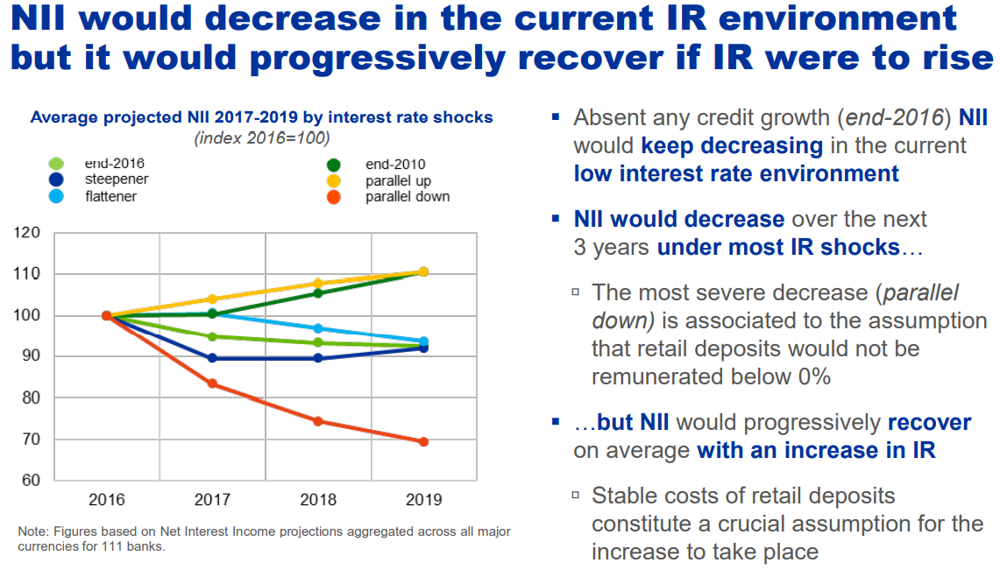 NII would decrease in the current IR environment
but it would progressively recover if IR were to rise
Average projected NII 2017-2019 by interest rate shocks
(index 2016=100)
end-2016
steepener
flattener
end-2010
parallel up
parallel down
120
110
100
90
80
70
60
2016 2017 2018 2019
Note: Figures based on Net Interest Income projections aggregated across all major
currencies for 111 banks.
▪ Absent any credit growth (end-2016) NII
would keep decreasing in the current
low interest rate environment
▪ NII would decrease over the next
3 years under most IR shocks…
▫ The most severe decrease (parallel
down) is associated to the assumption
that retail deposits would not be
remunerated below 0%
▪ …but NII would progressively recover
on average with an increase in IR
▫ Stable costs of retail deposits
constitute a crucial assumption for the
increase to take place